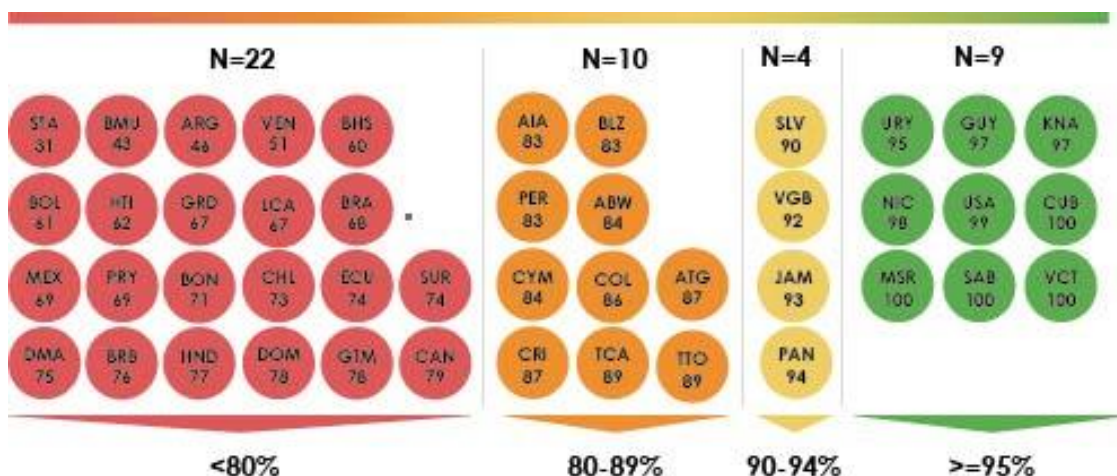 N=22 N=10 N=4 N=9
STA BMU ARG VEN BHS AIA BLZ SLV URY GUY KNA
31 43 46 51 60 83 83 90 95 97 97
BOL HTI GRD LCA BRA PER ABW VGB NIC USA CUB
61 62 67 67 68 83 84 92 98 99 100
MEX PRY BON CHL ECU SUR CYM COL ATG JAM MSR SAB VCT
69 69 71 73 74 74 84 86 87 93 100 100 100
DMA BRB HND DOM GTM CAN CRI TCA TTO PAN
75 76 77 78 78 79 87 89 89 94
<80% 80-89% 90-94% >=95%